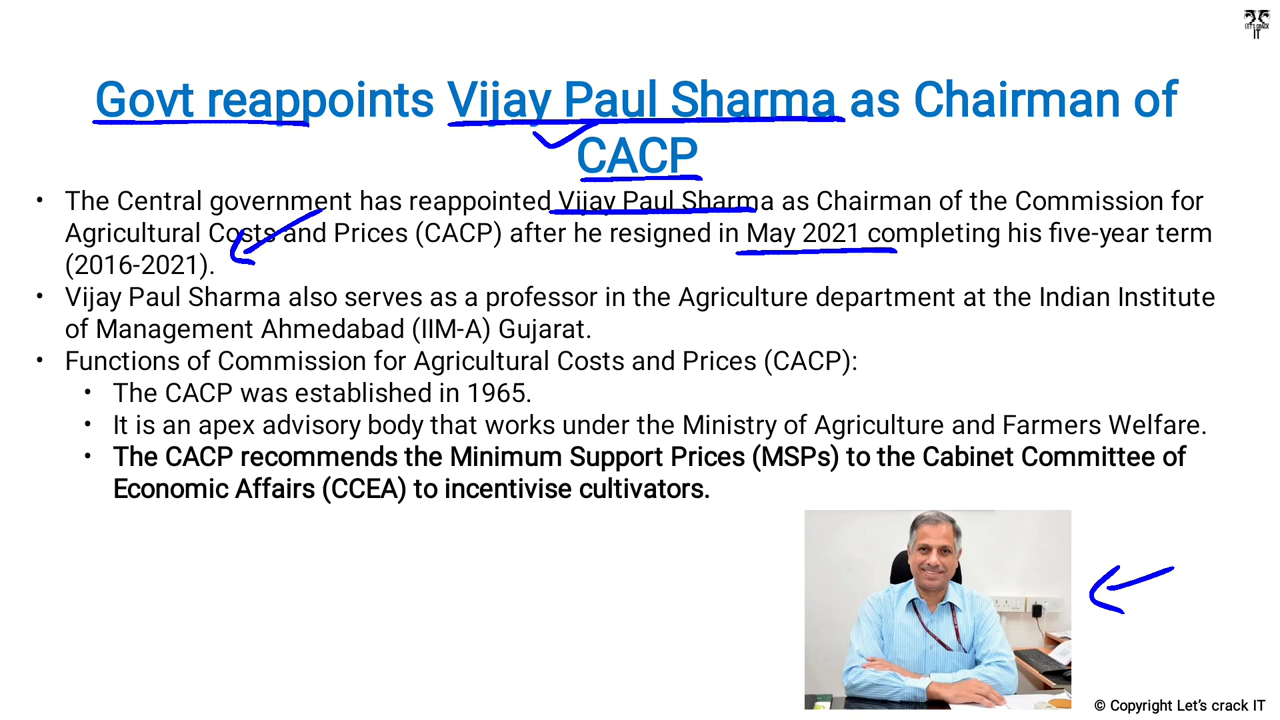 LET'S CRACK
IT
Govt reappoints Vijay Paul Sharma as Chairman of
CACP
• The Central government has reappointed Vijay Paul Sharma as Chairman of the Commission for
Agricultural Costs and Prices (CACP) after he resigned in May 2021 completing his five-year term
(2016-2021).
• Vijay Paul Sharma also serves as a professor in the Agriculture department at the Indian Institute
of Management Ahmedabad (IIM-A) Gujarat.
• Functions of Commission for Agricultural Costs and Prices (CACP):
• The CACP was established in 1965.
• It is an apex advisory body that works under the Ministry of Agriculture and Farmers Welfare.
• The CACP recommends the Minimum Support Prices (MSPs) to the Cabinet Committee of
Economic Affairs (CCEA) to incentivise cultivators.
© Copyright Let's crack IT